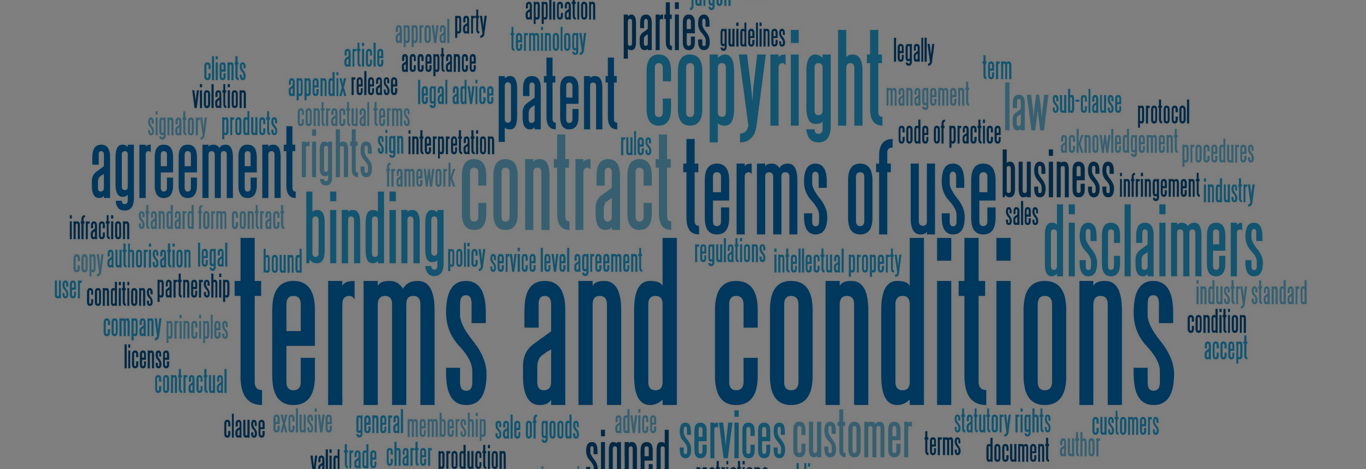 jargon
application
party
approval
parties
guidelines
terminology
legally
article
acceptance
copyright
clients
term
patent
appendix
release
legal advice
management
violation
law
sub-clause
contractual terms
protocol
signatory
products
code of practice
sign
interpretation
rules
acknowledgement
agreement
rights
procedures
contract
terms of use
business
framework
infringement
industry
infraction
standard form contract
binding
sales
disclaimers
copy
authorisation
legal
bound
policy
service level agreement
regulations
intellectual property
user
conditions
partnership
terms and conditions
industry standard
company
principles
condition
license
accept
contractual
clause
exclusive
general
membership
sale of goods
advice
services
customer
statutory rights
customers
terms
document
author
valid
trade
charter
production
signed